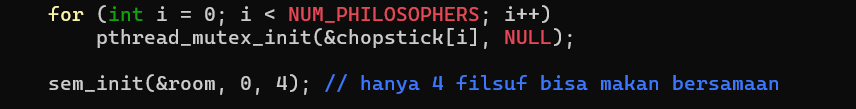 for (int i = 0; i < NUM_PHILOSOPHERS; i++)
    pthread_mutex_init(&chopstick[i], NULL);
sem_init(&room, 0, 4); // hanya 4 filsuf bisa makan bersamaan